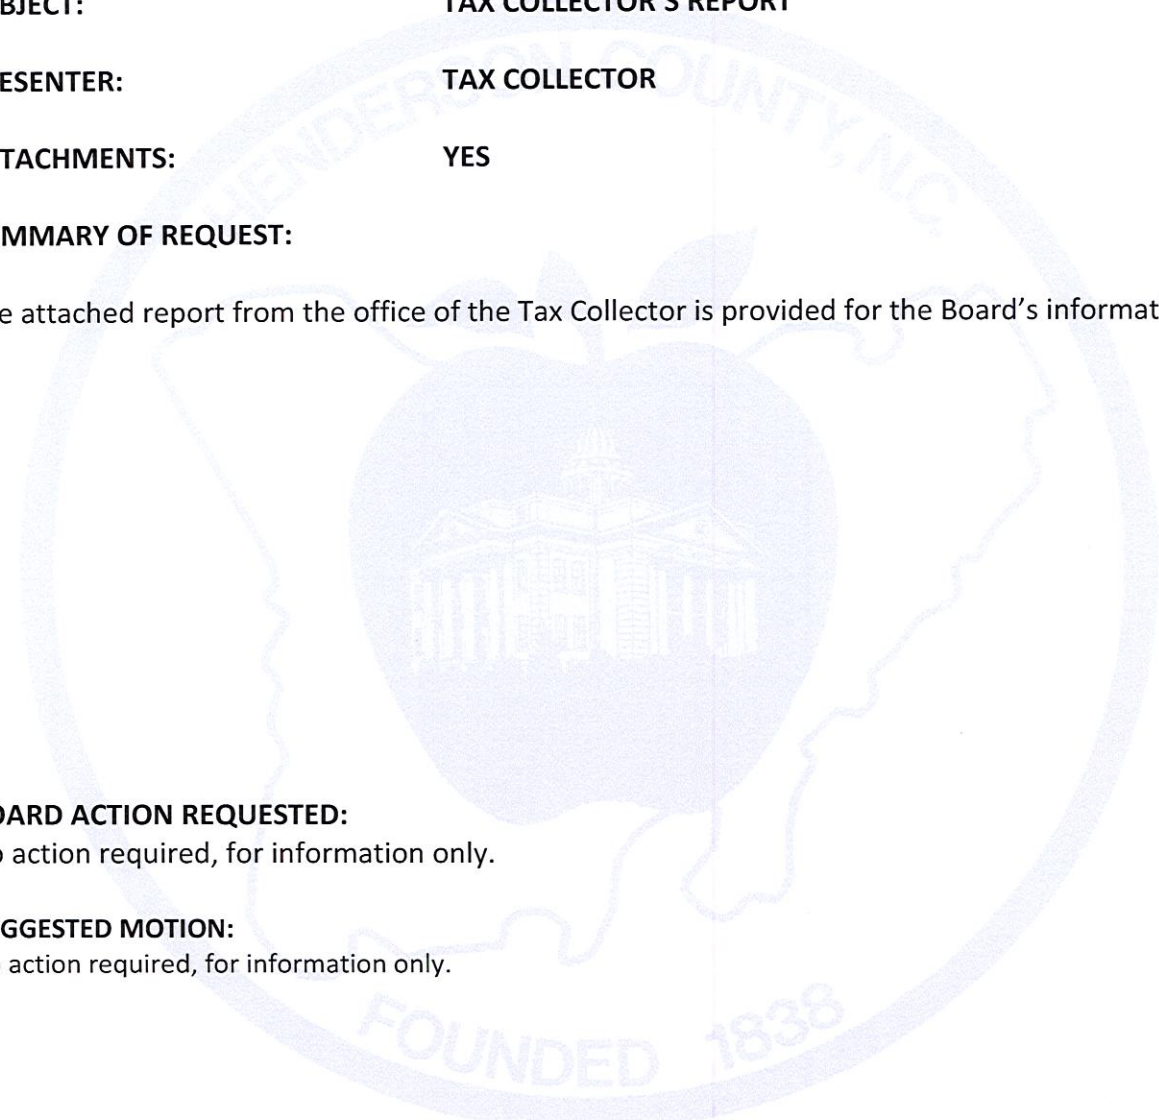 BJECT: TAX COLLECTOR'S REPORT
ESENTER: TAX COLLECTOR
TACHMENTS: YES
MMARY OF REQUEST:
e attached report from the office of the Tax Collector is provided for the Board's informat
OARD ACTION REQUESTED:
o action required, for information only.
GGESTED MOTION:
action required, for information only.
HENDERSON COUNTY, N.C.
FOUNDED 1838